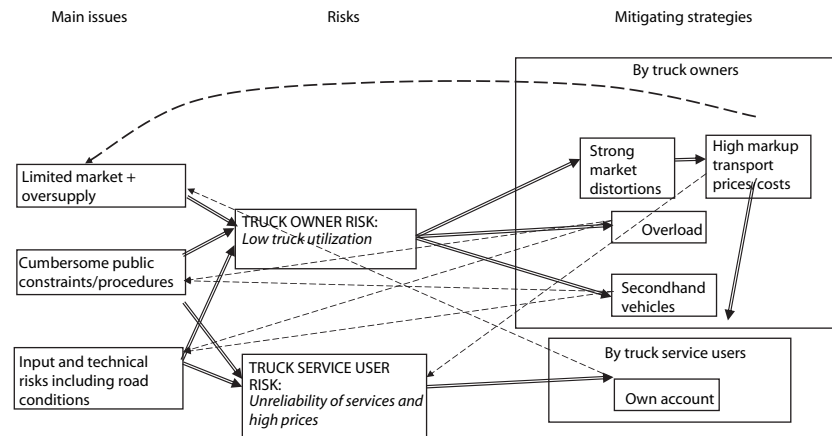 Main issues
Risks
Mitigating strategies
By truck owners
Limited market +
oversupply
Cumbersome public
constraints/procedures
Input and technical
risks including road
conditions
TRUCK OWNER RISK:
Low truck utilization
TRUCK SERVICE USER
RISK:
Unreliability of services and
high prices
Strong
market
distortions
High markup
transport
prices/costs
Overload
Secondhand
vehicles
By truck service users
Own account